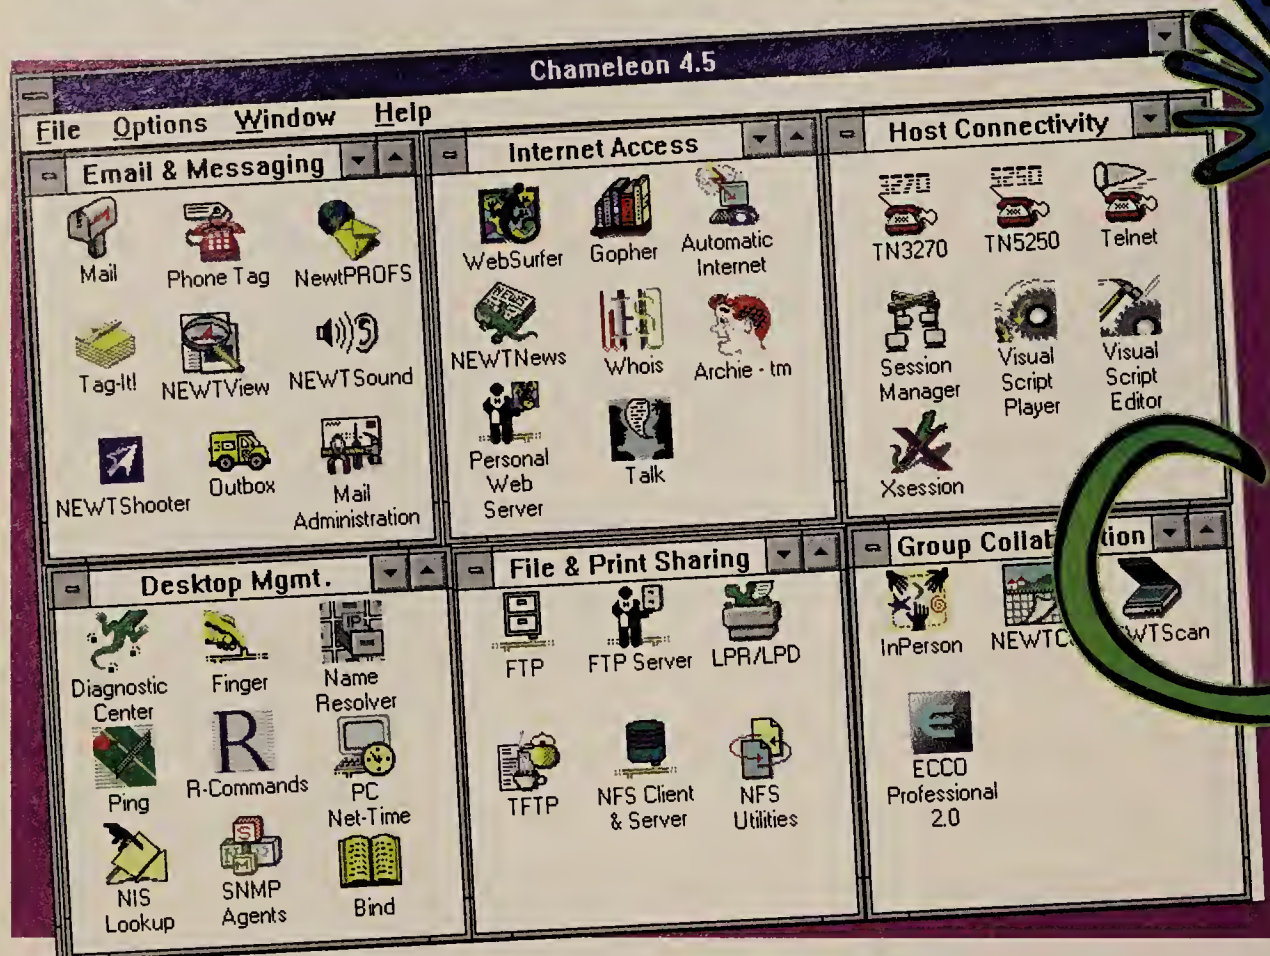 Chameleon 4.5
File Options Window Help
Email & Messaging
Mail
Phone Tag
NewtPROFS
Tag-It!
NEWTView
NEWTSound
NEWTShooter
Outbox
Mail
Administration
Internet Access
WebSurfer
Gopher
Automatic
Internet
NEWS
NEWTNews
Whois
Archie - tm
Personal
Web
Server
Talk
Host Connectivity
3270
TN3270
5250
TN5250
Telnet
Session
Manager
Visual
Script
Player
Visual
Script
Editor
Xsession
Desktop Mgmt.
Diagnostic
Center
Finger
IP
Name
Resolver
Ping
R
R-Commands
PC
Net-Time
NIS
Lookup
S
N
M
SNMP
Agents
Bind
File & Print Sharing
FTP
FTP Server
LPR/LPD
TFTP
NFS Client
& Server
NFS
Utilities
Group Collab tion
InPerson
NEWTC
WTScan
ECCO
Professional
2.0